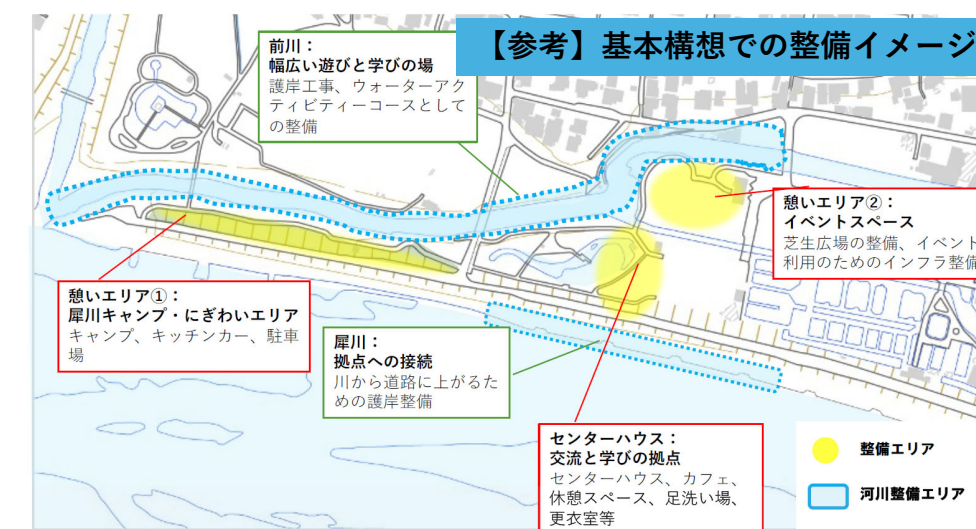 【参考】基本構想での整備イメージ
前川：
幅広い遊びと学びの場
護岸工事、ウォーターアク
ティビティーコースとして
の整備
憩いエリア②：
イベントスペース
芝生広場の整備、イベント
利用のためのインフラ整備
憩いエリア①：
犀川キャンプ・にぎわいエリア
キャンプ、キッチンカー、駐車
場
犀川：
拠点への接続
川から道路に上がるた
めの護岸整備
センターハウス：
交流と学びの拠点
センターハウス、カフェ、
休憩スペース、足洗い場、
更衣室等
整備エリア
河川整備エリア